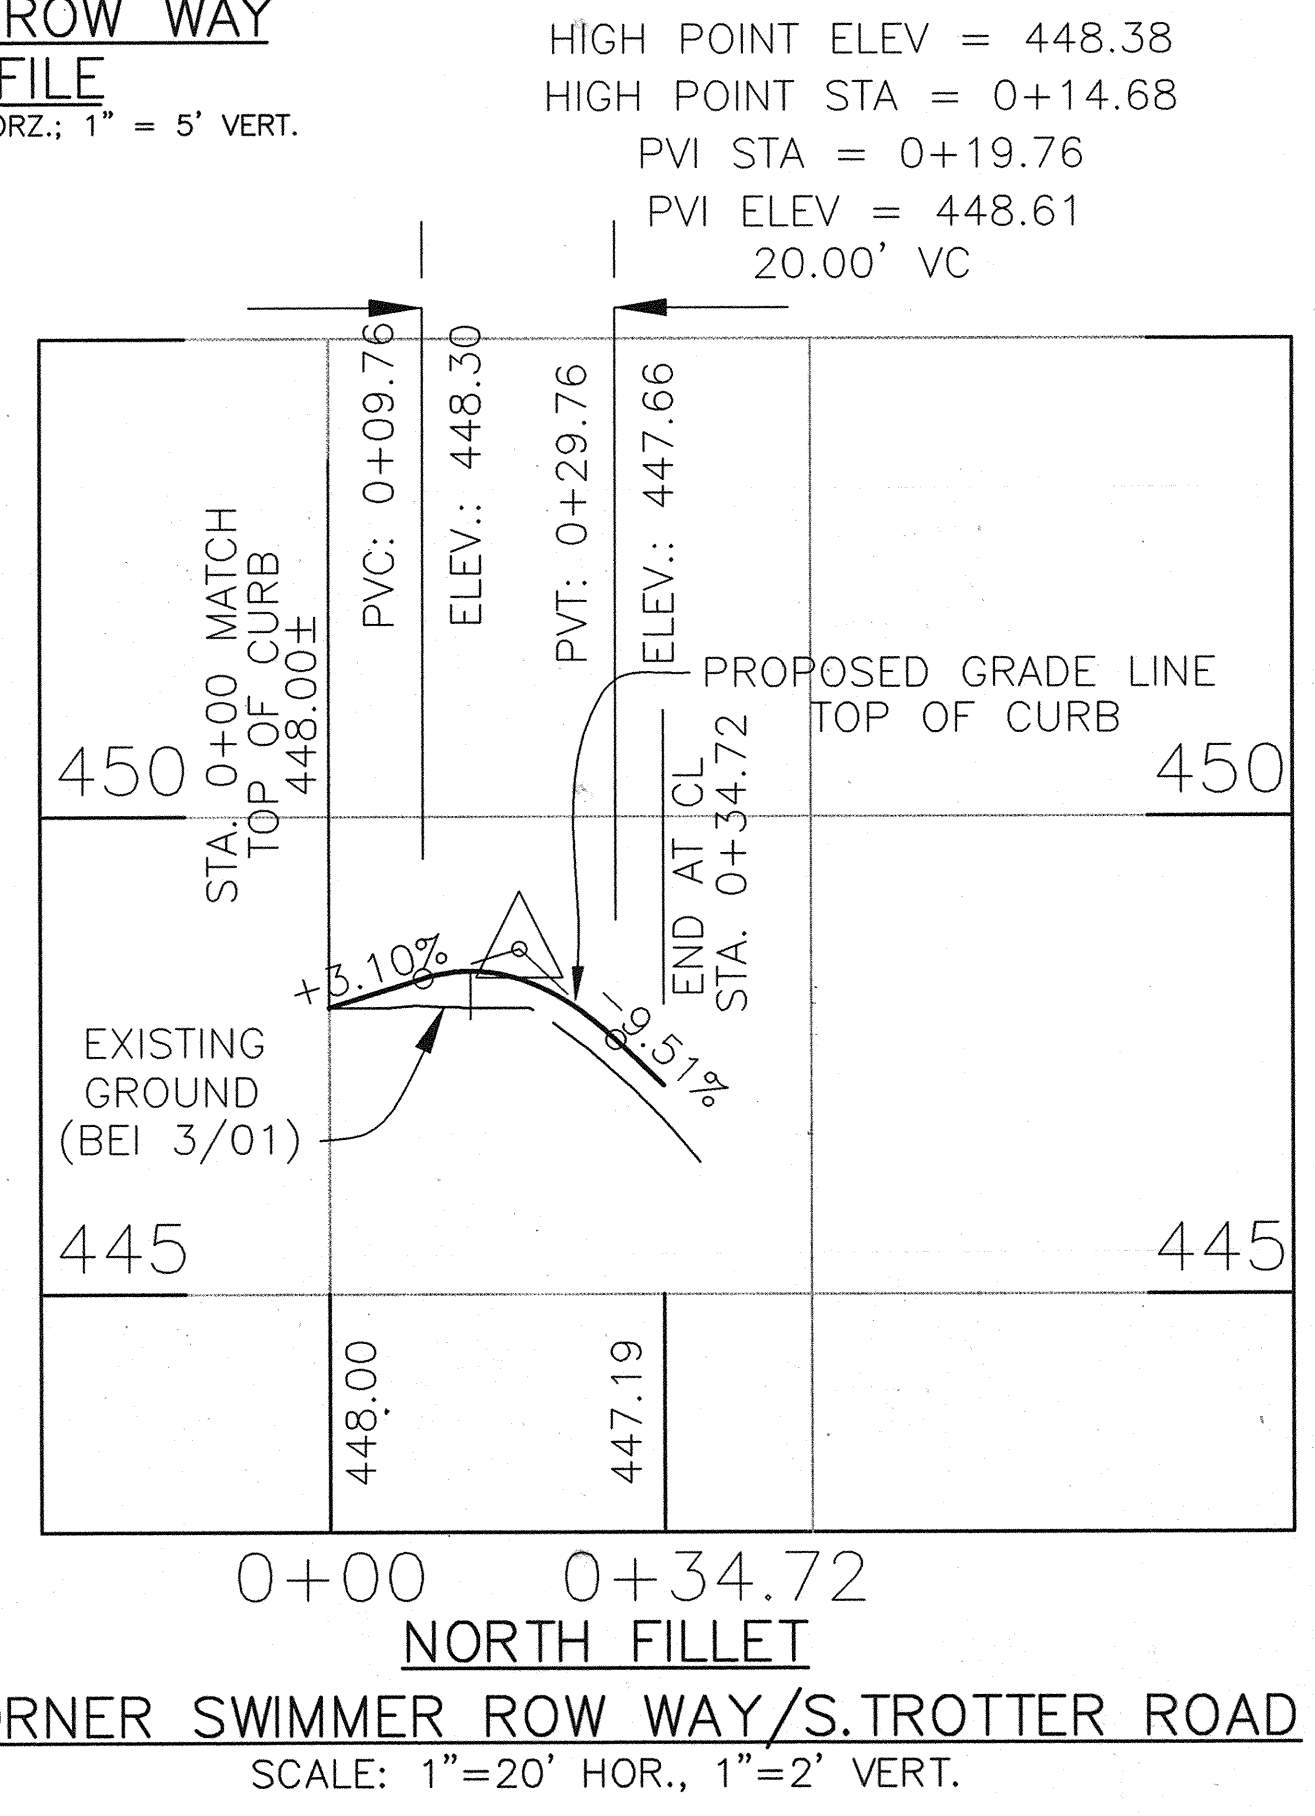 ROW WAY
FILE
ORZ.; 1" = 5' VERT.
HIGH POINT ELEV = 448.38
HIGH POINT STA = 0+14.68
PVI STA = 0+19.76
PVI ELEV = 448.61
20.00' VC
STA. 0+00 MATCH
TOP OF CURB
448.00±
PVC: 0+09.76
ELEV.: 448.30
PVT: 0+29.76
ELEV.: 447.66
PROPOSED GRADE LINE
TOP OF CURB
450
450
END AT CL
STA. 0+34.72
+3.10%
-9.51%
EXISTING
GROUND
(BEI 3/01)
445
445
448.00
447.19
0+00
0+34.72
NORTH FILLET
ORNER SWIMMER ROW WAY/S.TROTTER ROAD
SCALE: 1"=20' HOR., 1"=2' VERT.